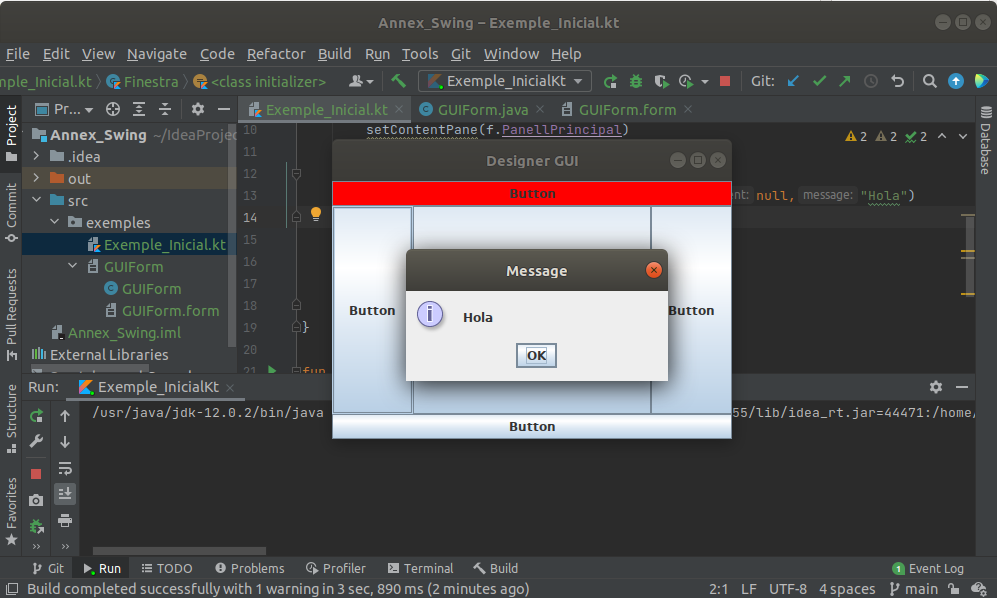 Annex_Swing – Exemple_Inicial.kt
File Edit View Navigate Code Refactor Build Run Tools Git Window Help
mple_Inicial.kt Finestra <class initializer> Exemple_InicialKt Git:
Project Pr... Exemple_Inicial.kt GUIForm.java GUIForm.form
Annex_Swing ~/IdeaProjec
10 setContentPane(f.PanellPrincipal) 2 2 2
.idea 11
out 12
src 13 null, message: "Hola")
exemples 14
Exemple_Inicial.kt 15
GUIForm 16
GUIForm 17
GUIForm.form 18
Annex_Swing.iml 19 }
External Libraries 20
21 fun
Designer GUI
Button
Button
Button
Button
Message
Hola
OK
Database
Commit
Pull Requests
Structure
Favorites
Run: Exemple_InicialKt
/usr/java/jdk-12.0.2/bin/java 55/lib/idea_rt.jar=44471:/home/
Git Run TODO Problems Profiler Terminal Build 1 Event Log
Build completed successfully with 1 warning in 3 sec, 890 ms (2 minutes ago) 2:1 LF UTF-8 4 spaces main